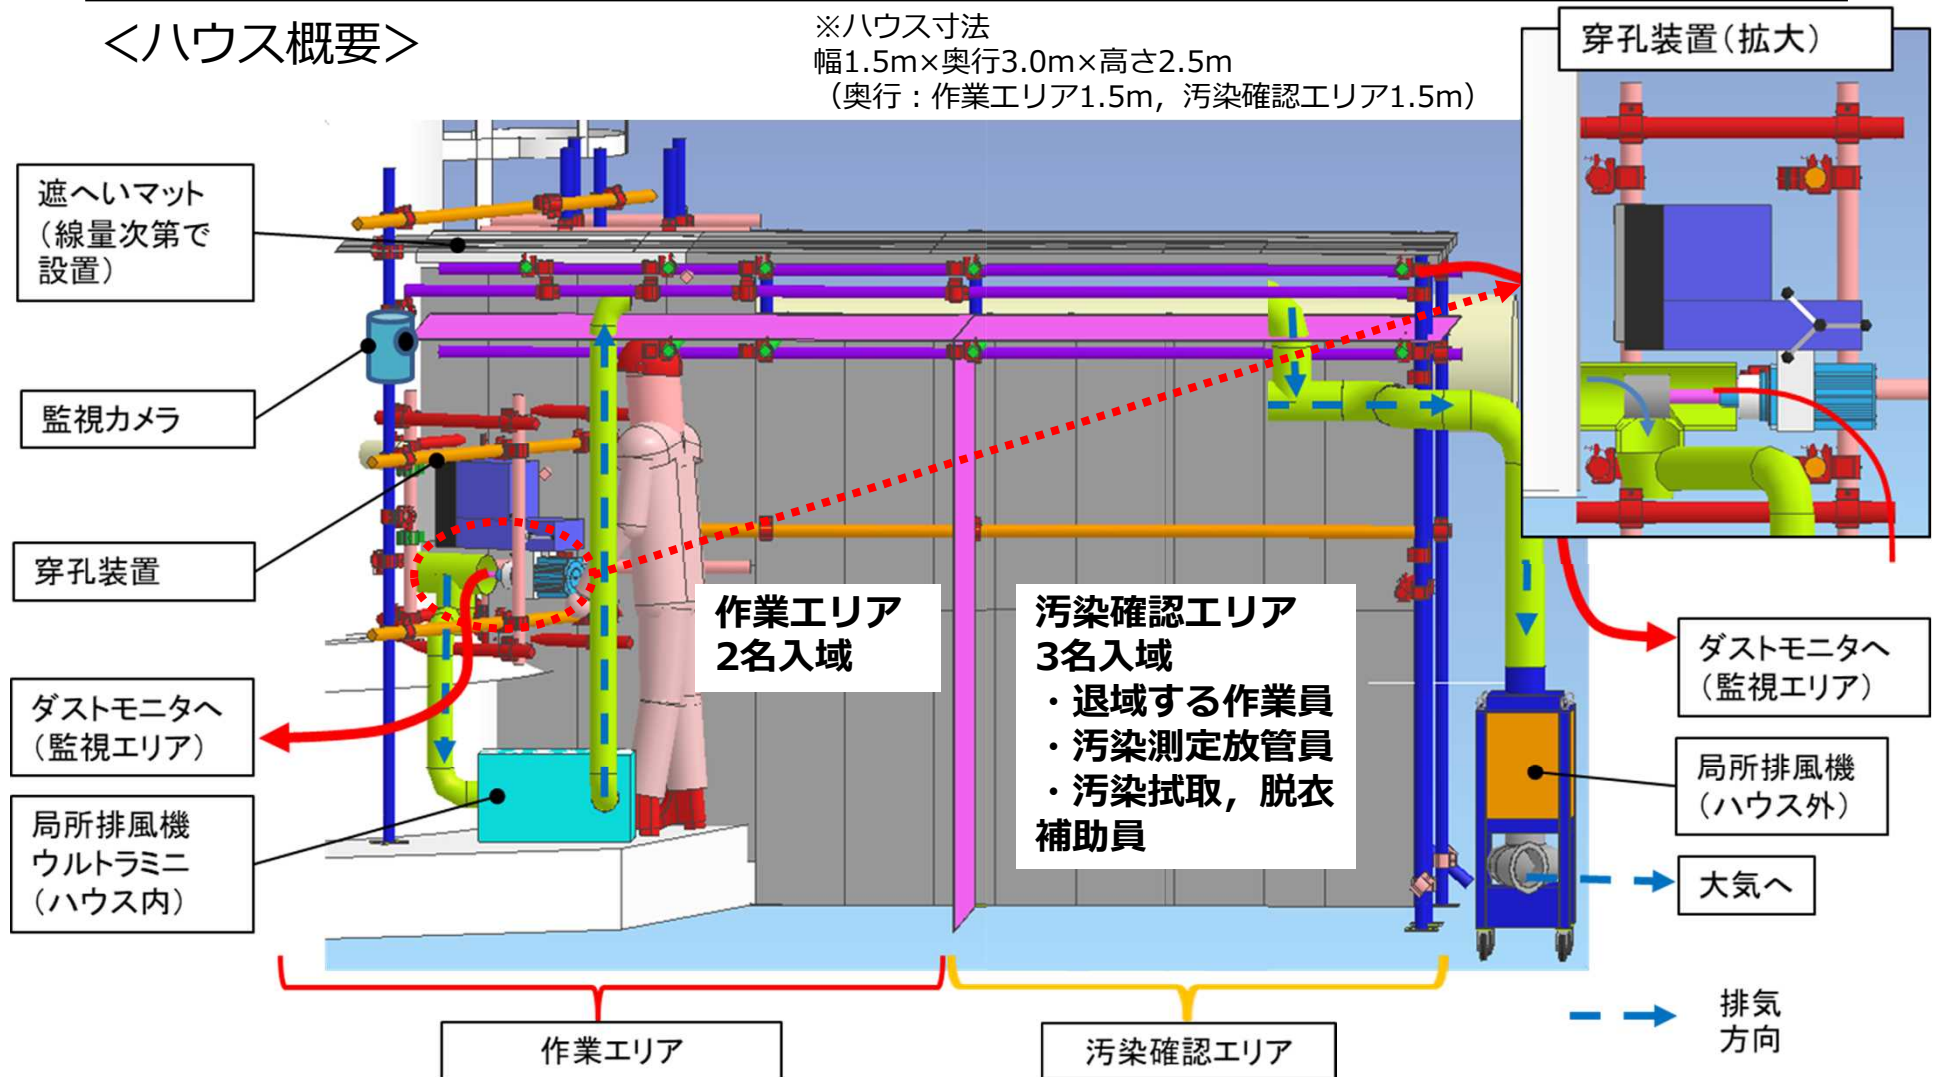 ＜ハウス概要＞
※ハウス寸法
幅1.5m×奥行3.0m×高さ2.5m
（奥行：作業エリア1.5m，汚染確認エリア1.5m）
穿孔装置（拡大）
遮へいマット
（線量次第で
設置）
監視カメラ
穿孔装置
ダストモニタへ
（監視エリア）
局所排風機
ウルトラミニ
（ハウス内）
作業エリア
2名入域
汚染確認エリア
3名入域
・退域する作業員
・汚染測定放管員
・汚染拭取，脱衣
補助員
ダストモニタへ
（監視エリア）
局所排風機
（ハウス外）
大気へ
排気
方向
作業エリア
汚染確認エリア